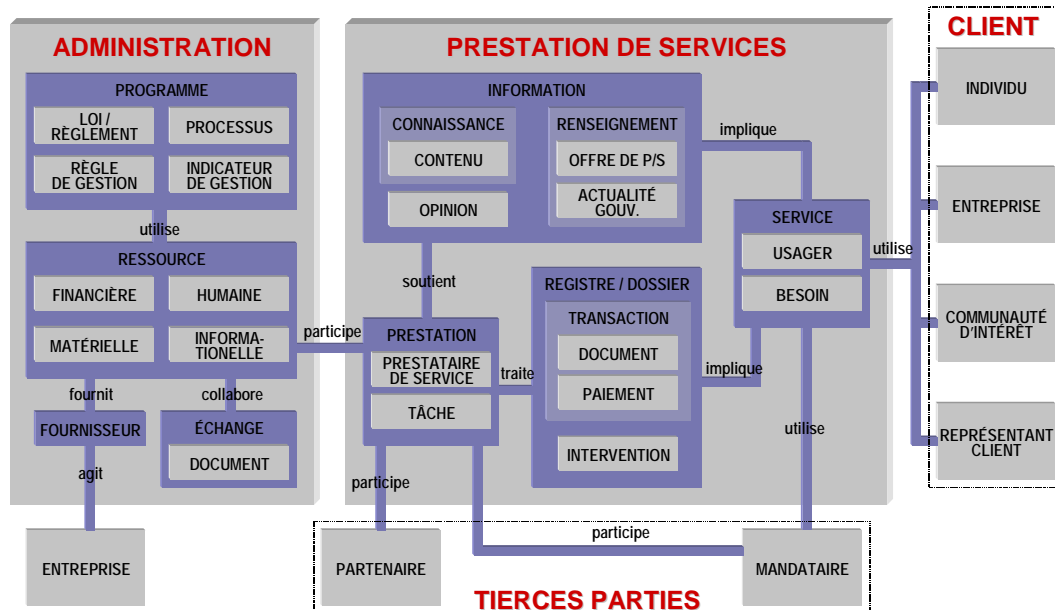 ADMINISTRATION
PROGRAMME
LOI /
RÈGLEMENT
PROCESSUS
RÈGLE
DE GESTION
INDICATEUR
DE GESTION
utilise
RESSOURCE
FINANCIÈRE
HUMAINE
MATÉRIELLE
INFORMA-
TIONELLE
fournit
collabore
FOURNISSEUR
ÉCHANGE
DOCUMENT
agit
ENTREPRISE
participe
PRESTATION DE SERVICES
INFORMATION
CONNAISSANCE
CONTENU
OPINION
RENSEIGNEMENT
OFFRE DE P/S
ACTUALITÉ
GOUV.
implique
soutient
PRESTATION
PRESTATAIRE
DE SERVICE
TÂCHE
traite
REGISTRE / DOSSIER
TRANSACTION
DOCUMENT
PAIEMENT
INTERVENTION
implique
SERVICE
USAGER
BESOIN
utilise
utilise
participe
participe
PARTENAIRE
MANDATAIRE
TIERCES PARTIES
CLIENT
INDIVIDU
ENTREPRISE
COMMUNAUTÉ
D'INTÉRÊT
REPRÉSENTANT
CLIENT